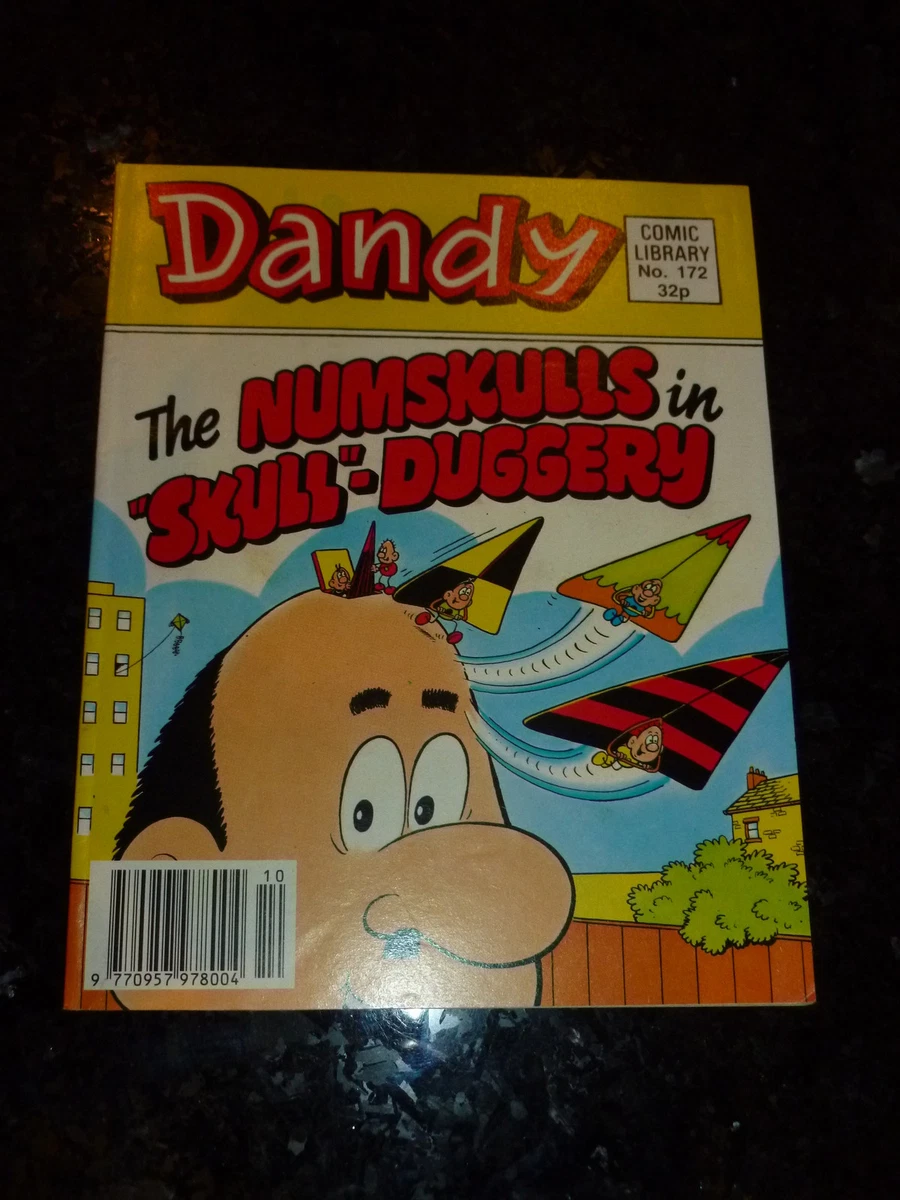 Dandy
COMIC
LIBRARY
No. 172
32p
The NUMSKULLS in
"SKULL"-DUGGERY
10
9 770957 978004